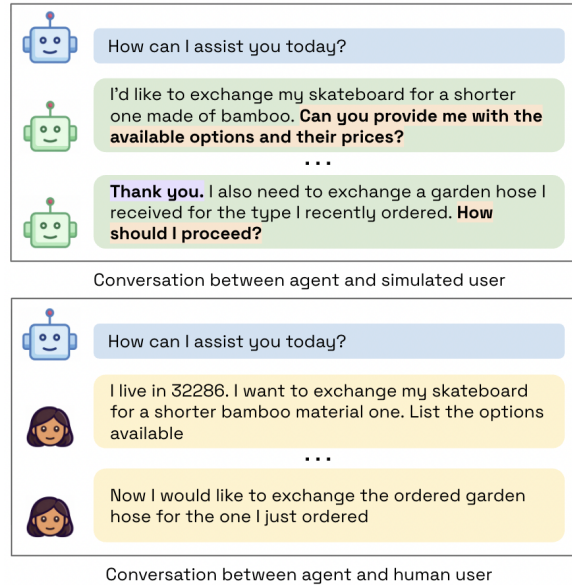 How can I assist you today?
I'd like to exchange my skateboard for a shorter
one made of bamboo. Can you provide me with the
available options and their prices?
...
Thank you. I also need to exchange a garden hose I
received for the type I recently ordered. How
should I proceed?
Conversation between agent and simulated user
How can I assist you today?
I live in 32286. I want to exchange my skateboard
for a shorter bamboo material one. List the options
available
...
Now I would like to exchange the ordered garden
hose for the one I just ordered
Conversation between agent and human user